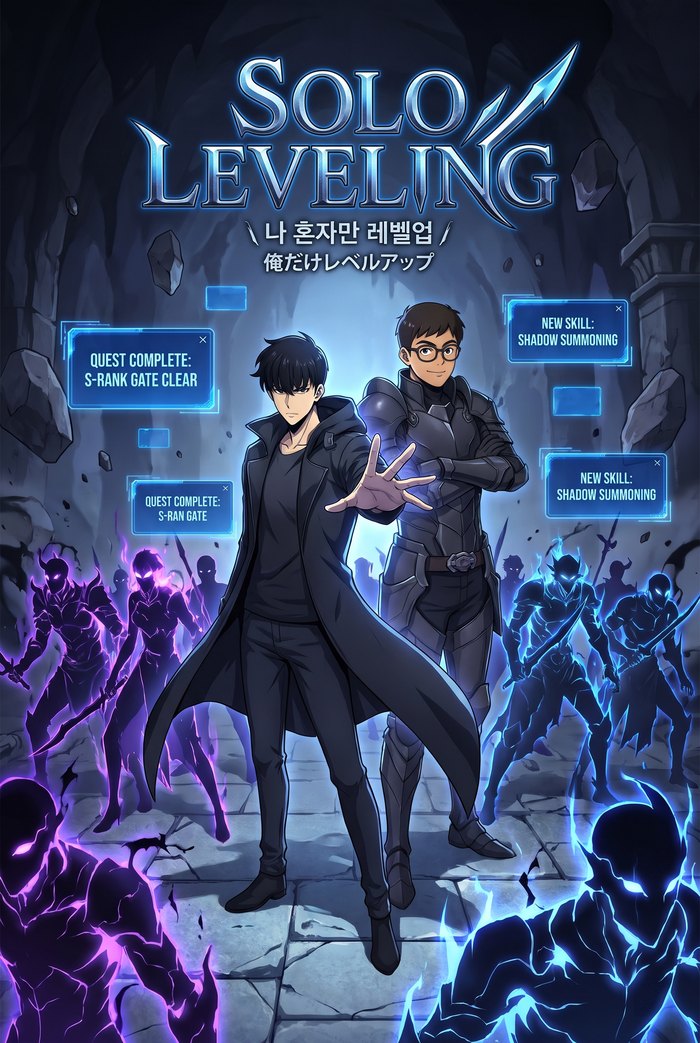 SOLO
LEVELING
나 혼자만 레벨업
俺だけレベルアップ
QUEST COMPLETE:
S-RANK GATE CLEAR
NEW SKILL:
SHADOW SUMMONING
QUEST COMPLETE:
S-RAN GATE
NEW SKILL:
SHADOW SUMMONING